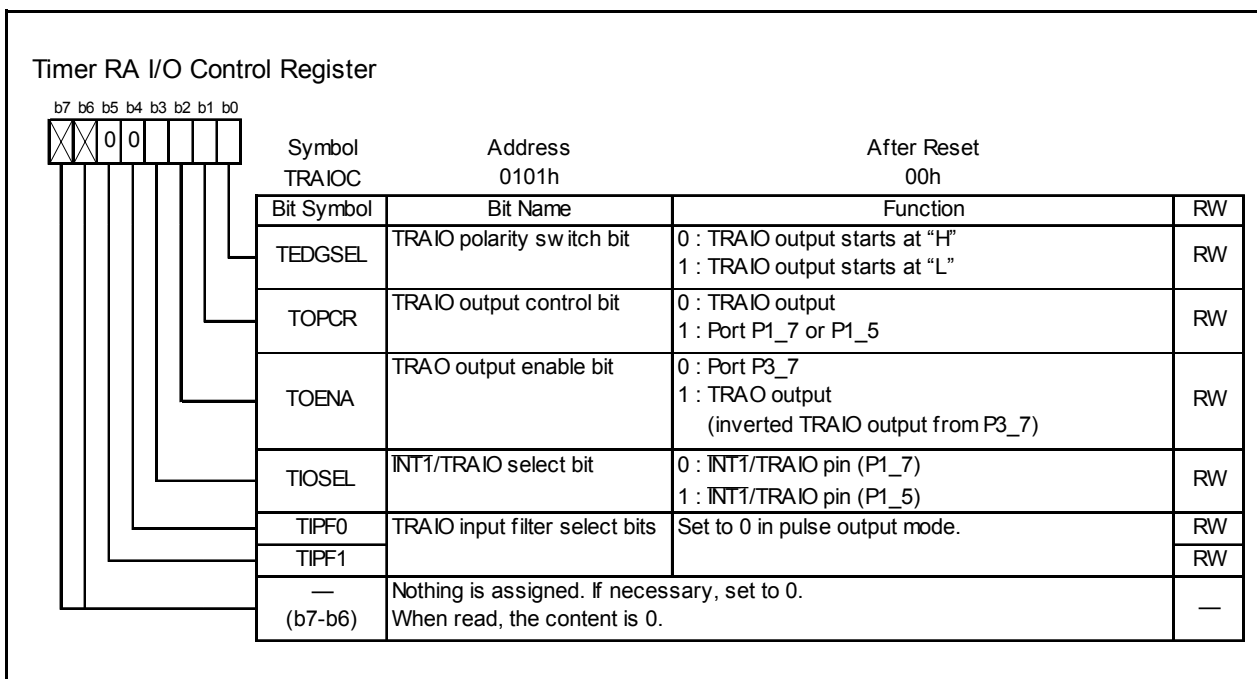 Timer RA I/O Control Register
b7 b6 b5 b4 b3 b2 b1 b0
0 0
Symbol Address After Reset
TRAIOC 0101h 00h
Bit Symbol Bit Name Function RW
TEDGSEL TRAIO polarity switch bit 0 : TRAIO output starts at “H” RW
1 : TRAIO output starts at “L”
TOPCR TRAIO output control bit 0 : TRAIO output RW
1 : Port P1_7 or P1_5
TOENA TRAO output enable bit 0 : Port P3_7 RW
1 : TRAO output
(inverted TRAIO output from P3_7)
TIOSEL INT1/TRAIO select bit 0 : INT1/TRAIO pin (P1_7) RW
1 : INT1/TRAIO pin (P1_5)
TIPF0 TRAIO input filter select bits Set to 0 in pulse output mode. RW
TIPF1 RW
— Nothing is assigned. If necessary, set to 0. —
(b7-b6) When read, the content is 0.